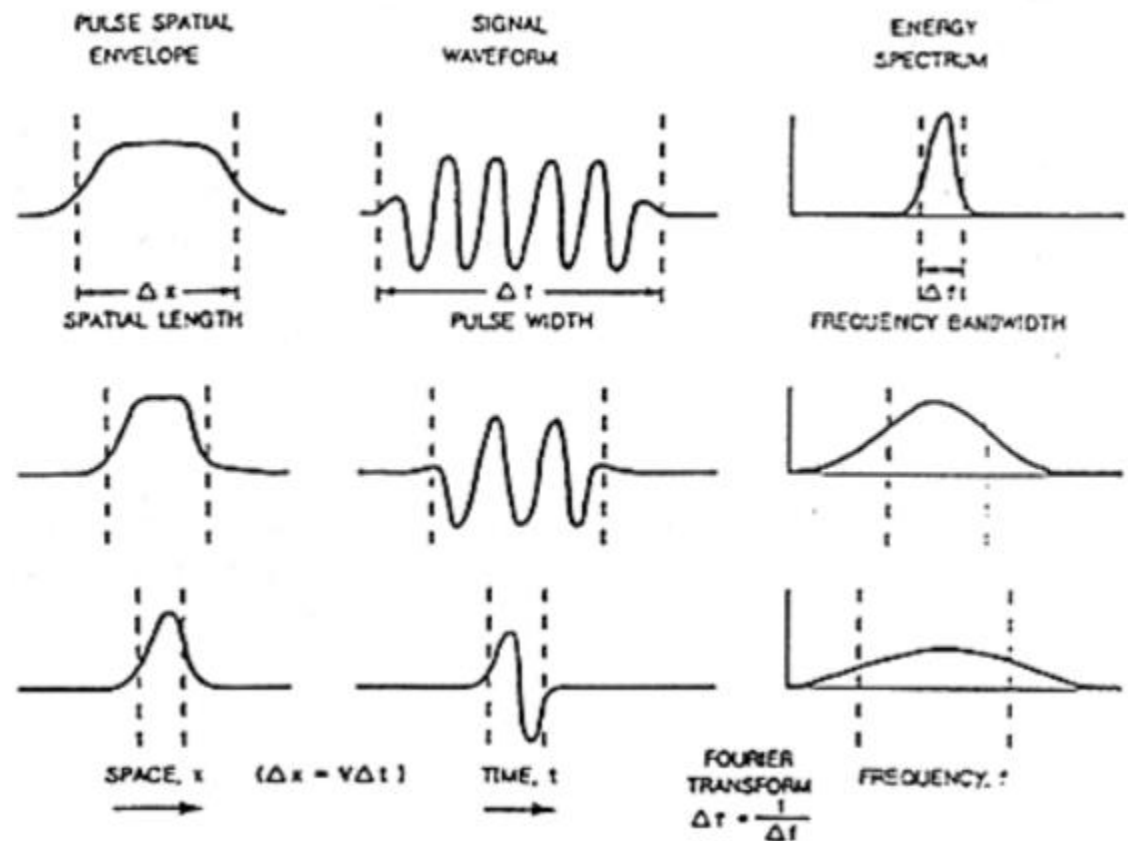 PULSE SPATIAL
ENVELOPE
SIGNAL
WAVEFORM
ENERGY
SPECTRUM
Δx
SPATIAL LENGTH
Δt
PULSE WIDTH
Δf
FREQUENCY BANDWIDTH
SPACE, x
(Δx = VΔt)
TIME, t
FOURIER
TRANSFORM
Δf = 1/Δt
FREQUENCY, f